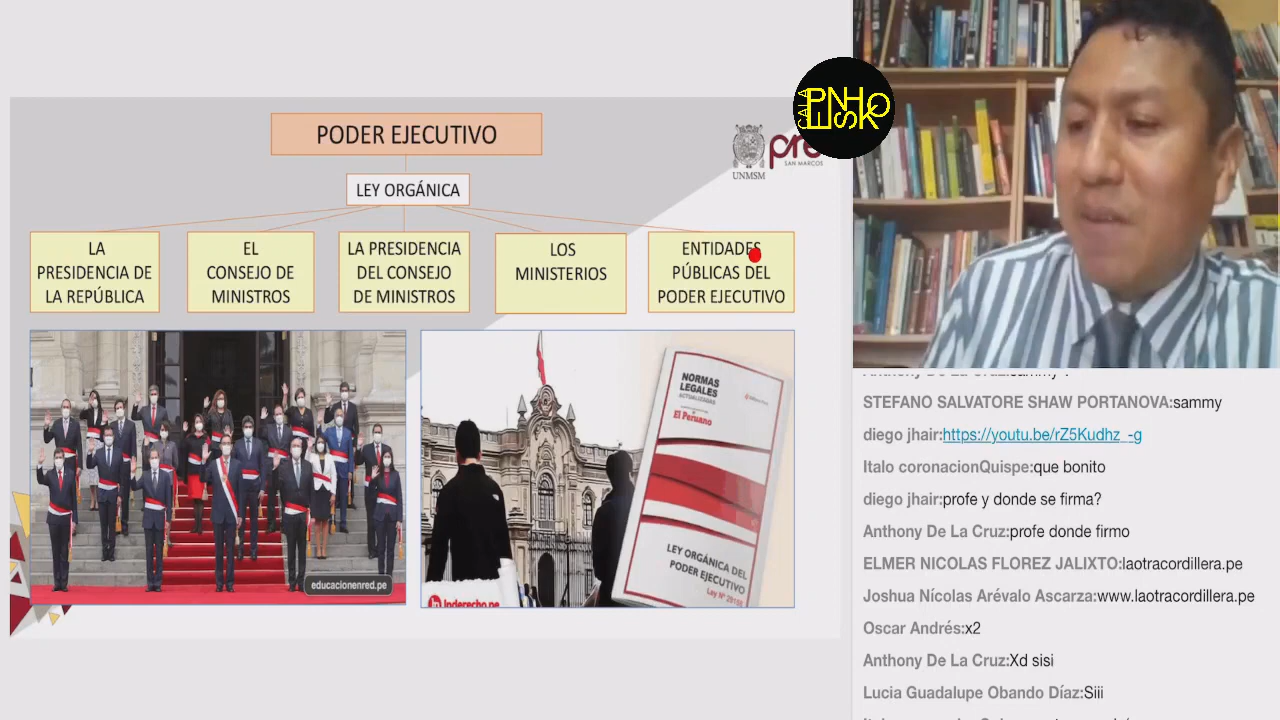 PODER EJECUTIVO
LEY ORGÁNICA
LA
PRESIDENCIA DE
LA REPÚBLICA
EL
CONSEJO DE
MINISTROS
LA PRESIDENCIA
DEL CONSEJO
DE MINISTROS
LOS
MINISTERIOS
ENTIDADES
PÚBLICAS DEL
PODER EJECUTIVO
UNMSM
pre
SAN MARCOS
educacionenred.pe
NORMAS
LEGALES
ACTUALIZADAS
El Peruano
LEY ORGÁNICA DEL
PODER EJECUTIVO
Ley N°
Inderecho.pe
STEFANO SALVATORE SHAW PORTANOVA:sammy
diego jhair:https://youtu.be/rZ5Kudhz_-g
Italo coronacionQuispe:que bonito
diego jhair:profe y donde se firma?
Anthony De La Cruz:profe donde firmo
ELMER NICOLAS FLOREZ JALIXTO:laotracordillera.pe
Joshua Nícolas Arévalo Ascarza:www.laotracordillera.pe
Oscar Andrés:x2
Anthony De La Cruz:Xd sisi
Lucia Guadalupe Obando Díaz:Siii